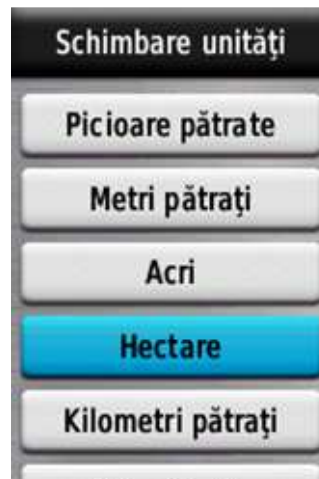 Schimbare unități
Picioare pătrate
Metri pătrați
Acri
Hectare
Kilometri pătrați